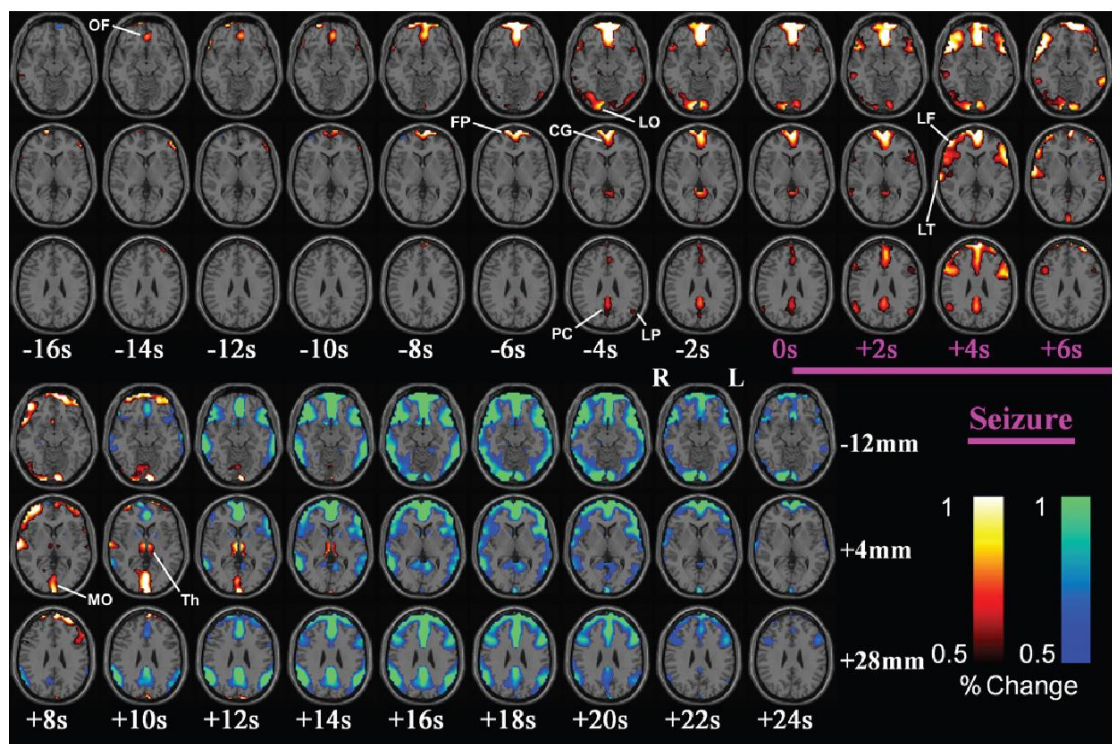 OF
FP
CG
LO
LF
LT
PC
LP
-16s
-14s
-12s
-10s
-8s
-6s
-4s
-2s
0s
+2s
+4s
+6s
R
L
Seizure
-12mm
+4mm
+28mm
MO
Th
1
1
0.5
0.5
% Change
+8s
+10s
+12s
+14s
+16s
+18s
+20s
+22s
+24s